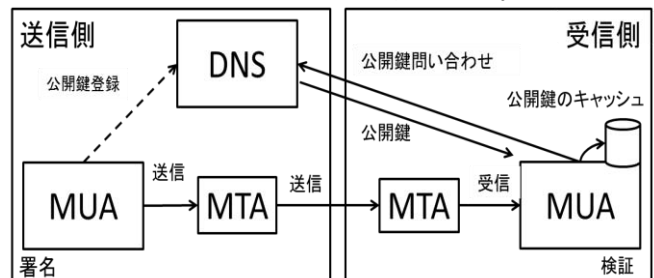 送信側
受信側
DNS
公開鍵問い合わせ
公開鍵登録
公開鍵のキャッシュ
公開鍵
送信
送信
受信
MUA
MTA
MTA
MUA
署名
検証